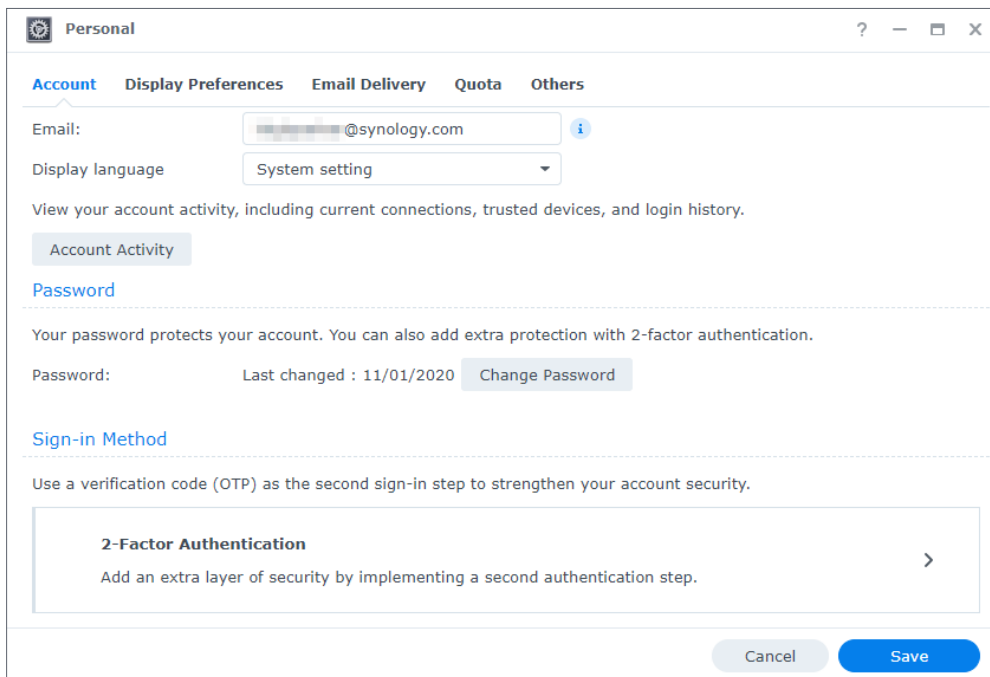 Personal
?
Account Display Preferences Email Delivery Quota Others
Email: @synology.com i
Display language System setting
View your account activity, including current connections, trusted devices, and login history.
Account Activity
Password
Your password protects your account. You can also add extra protection with 2-factor authentication.
Password: Last changed : 11/01/2020 Change Password
Sign-in Method
Use a verification code (OTP) as the second sign-in step to strengthen your account security.
2-Factor Authentication
Add an extra layer of security by implementing a second authentication step.
Cancel Save